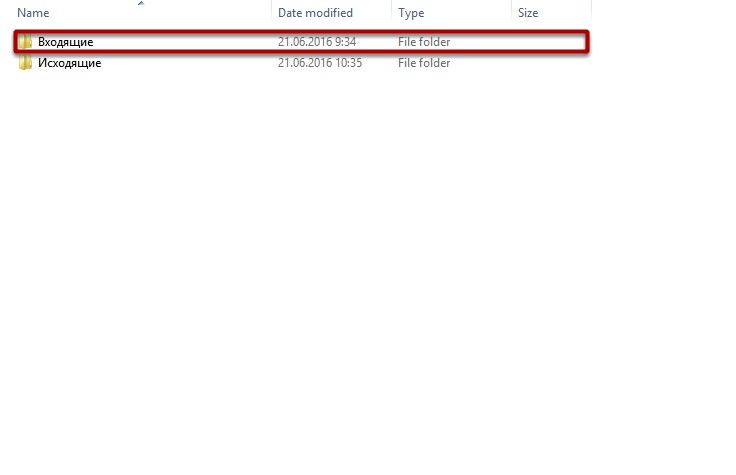 Name Date modified Type Size
Входящие 21.06.2016 9:34 File folder
Исходящие 21.06.2016 10:35 File folder